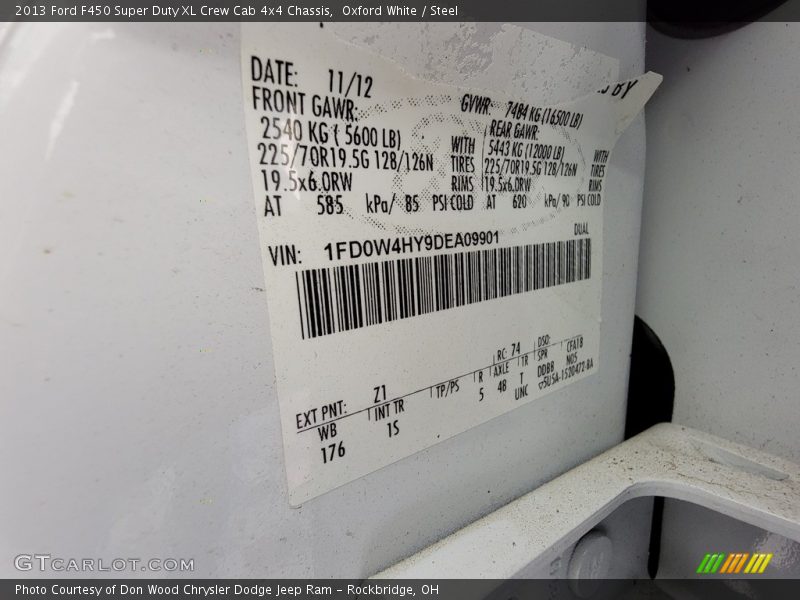 2013 Ford F450 Super Duty XL Crew Cab 4x4 Chassis, Oxford White / Steel
BY
DATE: 11/12 GVWR: 7484 KG (16500 LB)
FRONT GAWR: REAR GAWR:
2540 KG ( 5600 LB) WITH 5443 KG (12000 LB) WITH
225/70R19.5G 128/126N TIRES 225/70R19.5G 128/126N TIRES
19.5x6.0RW RIMS 19.5x6.0RW RIMS
AT 585 kPa/ 85 PSI COLD AT 620 kPa/ 90 PSI COLD
DUAL
VIN: 1FD0W4HY9DEA09901
EXT PNT: Z1 RC: 74 DSO:
WB INT TR TP/PS R AXLE TR SPR CFA18
176 1S 5 4B T DDBB NO5
UNC 5U5A-1520472-BA
GTCARLOT.COM
Photo Courtesy of Don Wood Chrysler Dodge Jeep Ram – Rockbridge, OH